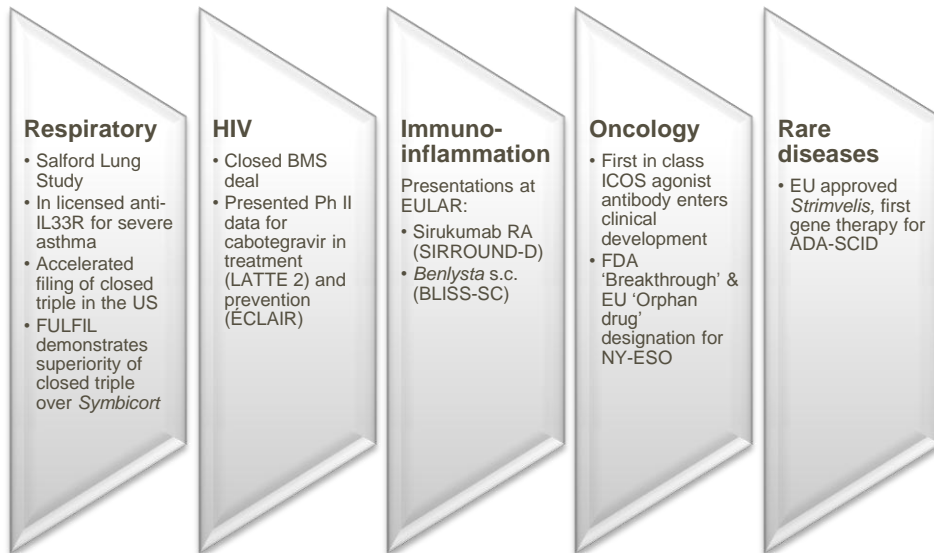 Respiratory
• Salford Lung
Study
• In licensed anti-
IL33R for severe
asthma
• Accelerated
filing of closed
triple in the US
• FULFIL
demonstrates
superiority of
closed triple
over Symbicort
HIV
• Closed BMS
deal
• Presented Ph II
data for
cabotegravir in
treatment
(LATTE 2) and
prevention
(ÉCLAIR)
Immuno-
inflammation
Presentations at
EULAR:
• Sirukumab RA
(SIRROUND-D)
• Benlysta s.c.
(BLISS-SC)
Oncology
• First in class
ICOS agonist
antibody enters
clinical
development
• FDA
‘Breakthrough’ &
EU ‘Orphan
drug’
designation for
NY-ESO
Rare
diseases
• EU approved
Strimvelis, first
gene therapy for
ADA-SCID